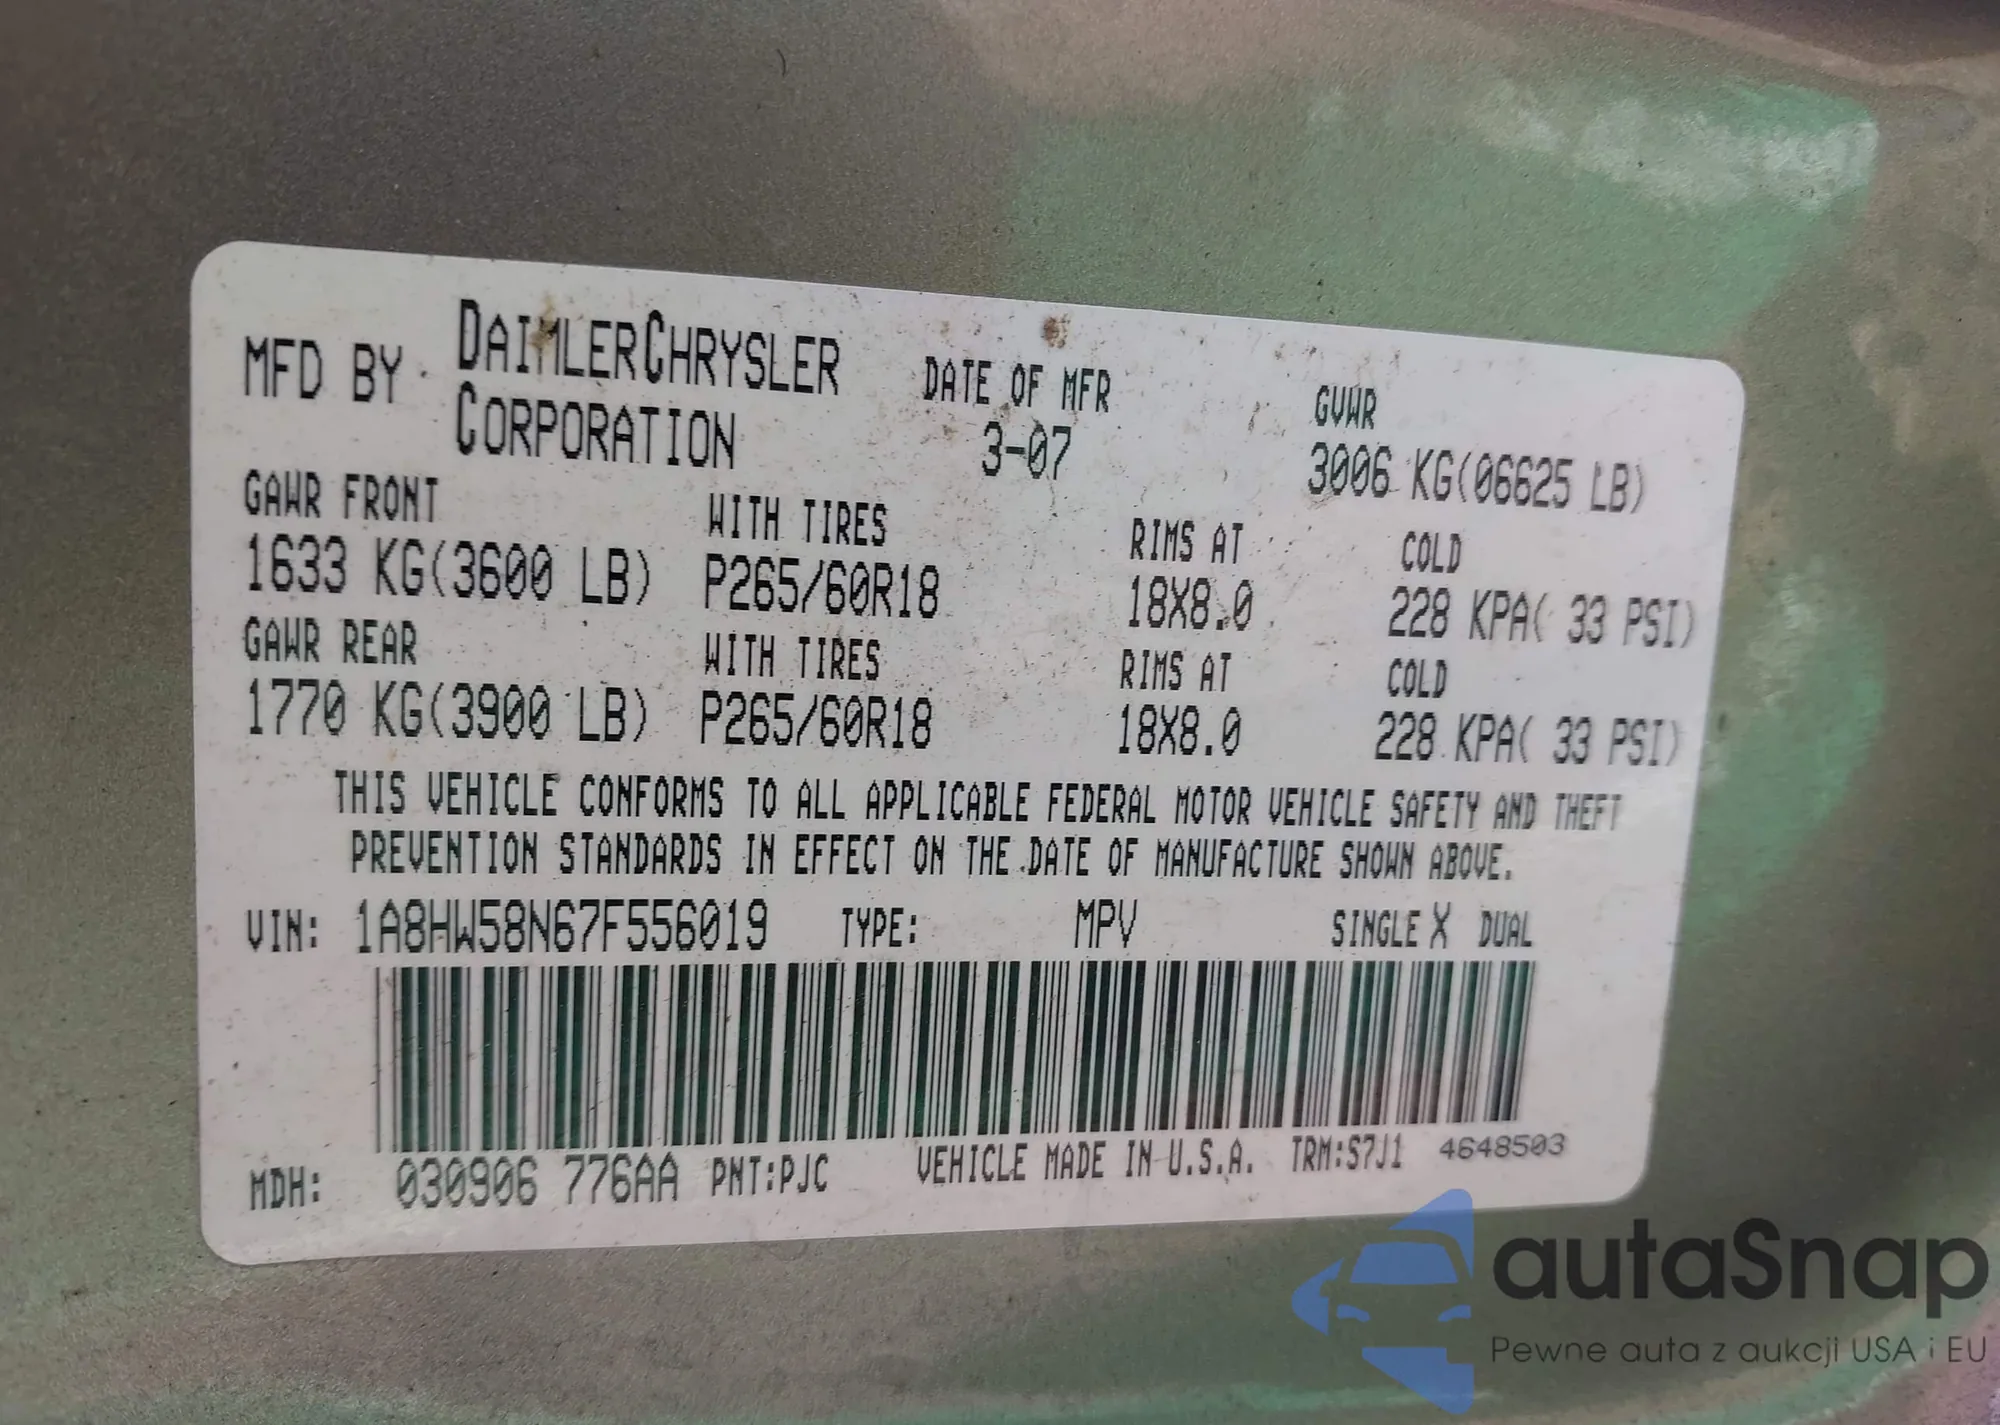 MFD BY DAIMLERCHRYSLER CORPORATION
DATE OF MFR
3-07
GVWR
3006 KG(06625 LB)
GAWR FRONT WITH TIRES RIMS AT COLD
1633 KG(3600 LB) P265/60R18 18X8.0 228 KPA( 33 PSI)
GAWR REAR WITH TIRES RIMS AT COLD
1770 KG(3900 LB) P265/60R18 18X8.0 228 KPA( 33 PSI)
THIS VEHICLE CONFORMS TO ALL APPLICABLE FEDERAL MOTOR VEHICLE SAFETY AND THEFT
PREVENTION STANDARDS IN EFFECT ON THE DATE OF MANUFACTURE SHOWN ABOVE.
VIN: 1A8HW58N67F556019 TYPE: MPV SINGLE X DUAL
MDH: 030906 776AA PNT:PJC VEHICLE MADE IN U.S.A. TRM:S7J1 4648503
autaSnap
Pewne auta z aukcji USA i EU